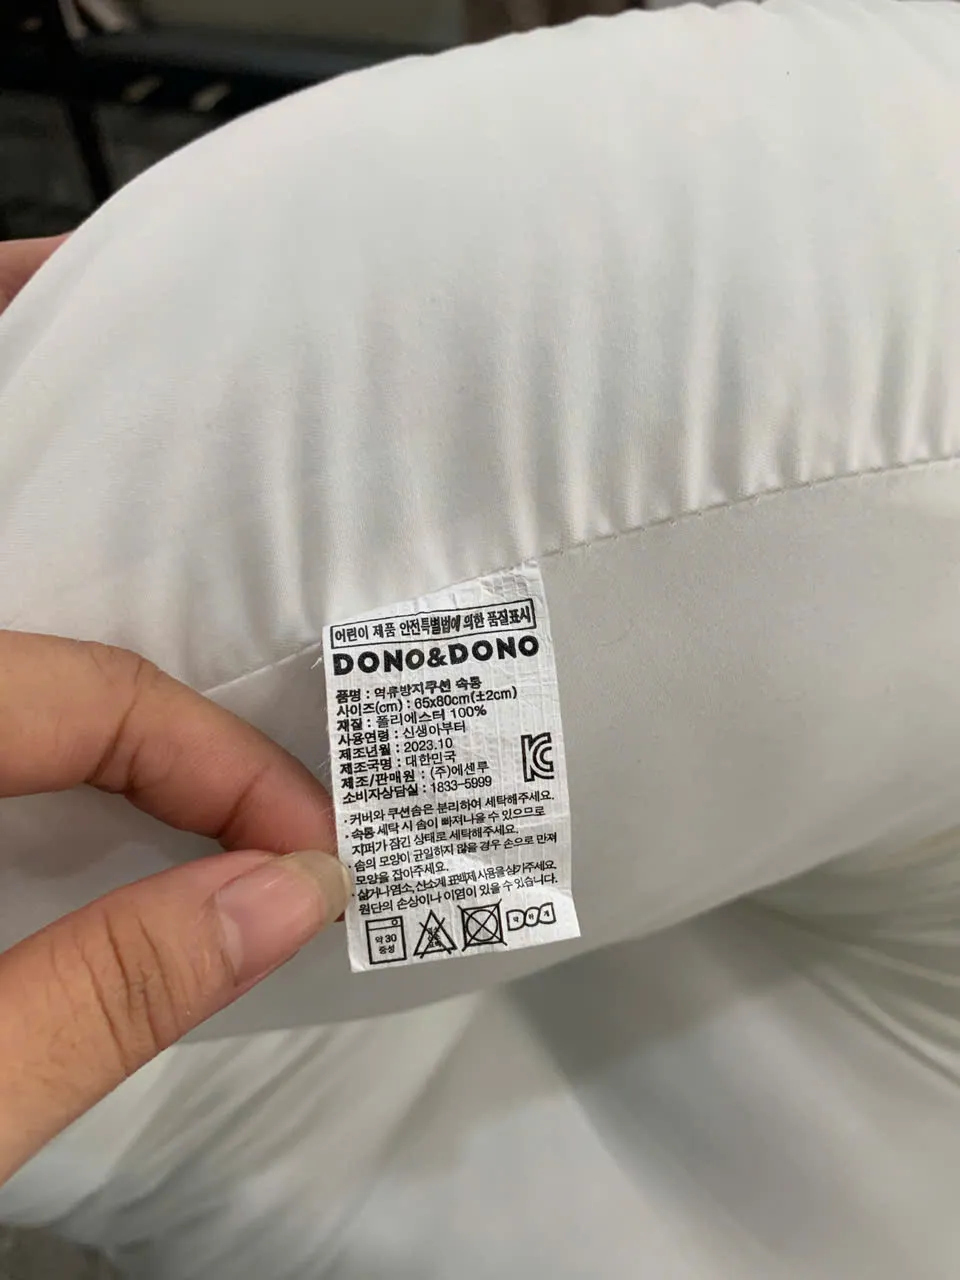 어린이 제품 안전특별법에 의한 품질표시
DONO&DONO
품명 : 역류방지쿠션 속통
사이즈(cm) : 65x80cm(±2cm)
재질 : 폴리에스터 100%
사용연령 : 신생아부터
제조년월 : 2023.10
제조국명 : 대한민국
제조/판매원 : (주)에센루
소비자상담실 : 1833-5999
· 커버와 쿠션솜은 분리하여 세탁해주세요.
· 속통 세탁 시 솜이 빠져나올 수 있으므로
지퍼가 잠긴 상태로 세탁해주세요.
· 솜의 모양이 균일하지 않을 경우 손으로 만져
모양을 잡아주세요.
· 삶거나 염소, 산소계 표백제 사용을 삼가주세요.
원단의 손상이나 이염이 있을 수 있습니다.
약 30
중성